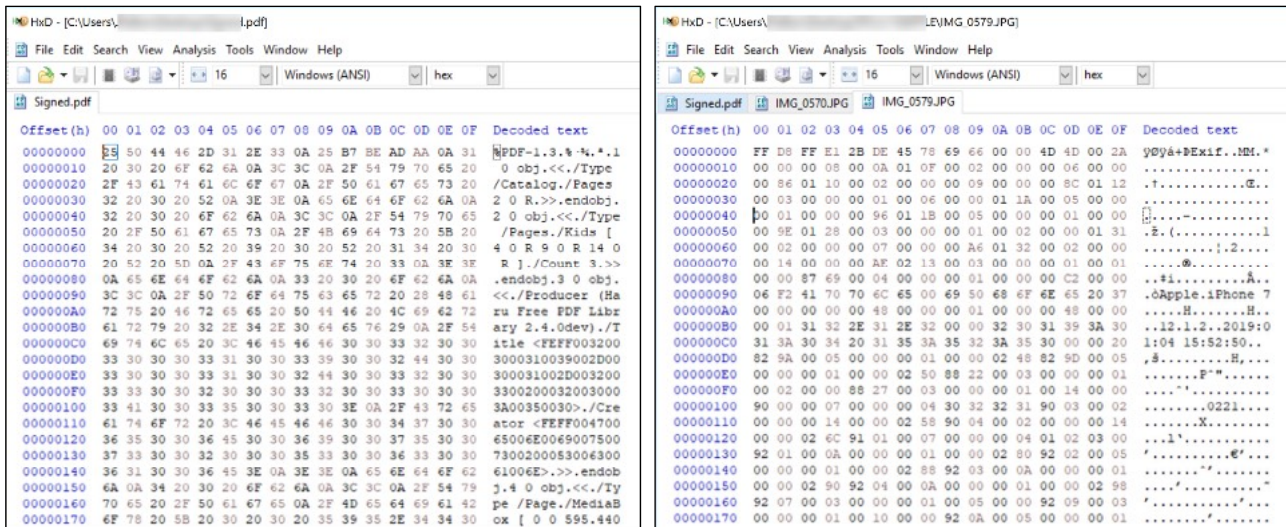 HxD - [C:\Users\
l.pdf]
File Edit Search View Analysis Tools Window Help
16 Windows (ANSI) hex
Signed.pdf
Offset(h) 00 01 02 03 04 05 06 07 08 09 0A 0B 0C 0D 0E 0F Decoded text
00000000 25 50 44 46 2D 31 2E 33 0A 25 B7 BE AD AA 0A 31 %PDF-1.3.%·¾.ª.1
00000010 20 30 20 6F 62 6A 0A 3C 3C 0A 2F 54 79 70 65 20 0 obj.<<./Type
00000020 2F 43 61 74 61 6C 6F 67 0A 2F 50 61 67 65 73 20 /Catalog./Pages
00000030 32 20 30 20 52 0A 3E 3E 0A 65 6E 64 6F 62 6A 0A 2 0 R.>>.endobj.
00000040 32 20 30 20 6F 62 6A 0A 3C 3C 0A 2F 54 79 70 65 2 0 obj.<<./Type
00000050 20 2F 50 61 67 65 73 0A 2F 4B 69 64 73 20 5B 20 /Pages./Kids [
00000060 34 20 30 20 52 20 39 20 30 20 52 20 31 34 20 30 4 0 R 9 0 R 14 0
00000070 20 52 20 5D 0A 2F 43 6F 75 6E 74 20 33 0A 3E 3E R ]./Count 3.>>
00000080 0A 65 6E 64 6F 62 6A 0A 33 20 30 20 6F 62 6A 0A .endobj.3 0 obj.
00000090 3C 3C 0A 2F 50 72 6F 64 75 63 65 72 20 28 48 61 <<./Producer (Ha
000000A0 72 75 20 46 72 65 65 20 50 44 46 20 4C 69 62 72 ru Free PDF Libr
000000B0 61 72 79 20 32 2E 34 2E 30 64 65 76 29 0A 2F 54 ary 2.4.0dev)./T
000000C0 69 74 6C 65 20 3C 46 45 46 46 30 30 33 32 30 30 itle <FEFF003200
000000D0 33 30 30 30 33 31 30 30 33 39 30 30 32 44 30 30 3000310039002D00
000000E0 33 30 30 30 33 31 30 30 32 44 30 30 33 32 30 30 300031002D003200
000000F0 33 33 30 30 32 30 30 30 33 32 30 30 33 30 30 30 3300200032003000
00000100 33 41 30 30 33 35 30 30 33 30 3E 0A 2F 43 72 65 3A00350030>./Cre
00000110 61 74 6F 72 20 3C 46 45 46 46 30 30 34 37 30 30 ator <FEFF004700
00000120 36 35 30 30 36 45 30 30 36 39 30 30 37 35 30 30 65006E0069007500
00000130 37 33 30 30 32 30 30 30 35 33 30 30 36 33 30 30 7300200053006300
00000140 36 31 30 30 36 45 3E 0A 3E 3E 0A 65 6E 64 6F 62 61006E>.>>.endob
00000150 6A 0A 34 20 30 20 6F 62 6A 0A 3C 3C 0A 2F 54 79 j.4 0 obj.<<./Ty
00000160 70 65 20 2F 50 61 67 65 0A 2F 4D 65 64 69 61 42 pe /Page./MediaB
00000170 6F 78 20 5B 20 30 20 30 20 35 39 35 2E 34 34 30 ox [ 0 0 595.440
HxD - [C:\Users\
LE\IMG_0579.JPG]
File Edit Search View Analysis Tools Window Help
16 Windows (ANSI) hex
Signed.pdf IMG_0570.JPG IMG_0579.JPG
Offset(h) 00 01 02 03 04 05 06 07 08 09 0A 0B 0C 0D 0E 0F Decoded text
00000000 FF D8 FF E1 2B DE 45 78 69 66 00 00 4D 4D 00 2A ÿØÿá+ÞExif..MM.*
00000010 00 00 00 08 00 0A 01 0F 00 02 00 00 00 06 00 00 ................
00000020 00 86 01 10 00 02 00 00 00 09 00 00 00 8C 01 12 .†...........Œ..
00000030 00 03 00 00 00 01 00 06 00 00 01 1A 00 05 00 00 ................
00000040 00 01 00 00 00 96 01 1B 00 05 00 00 00 01 00 00 .....–..........
00000050 00 9E 01 28 00 03 00 00 00 01 00 02 00 00 01 31 .ž.(...........1
00000060 00 02 00 00 00 07 00 00 00 A6 01 32 00 02 00 00 .........¦.2....
00000070 00 14 00 00 00 AE 02 13 00 03 00 00 00 01 00 01 .....®..........
00000080 00 00 87 69 00 04 00 00 00 01 00 00 00 C2 00 00 ..‡i.........Â..
00000090 06 F2 41 70 70 6C 65 00 69 50 68 6F 6E 65 20 37 .òApple.iPhone 7
000000A0 00 00 00 00 00 48 00 00 00 01 00 00 00 48 00 00 .....H.......H..
000000B0 00 01 31 32 2E 31 2E 32 00 00 32 30 31 39 3A 30 ..12.1.2..2019:0
000000C0 31 3A 30 34 20 31 35 3A 35 32 3A 35 30 00 00 20 1:04 15:52:50..
000000D0 82 9A 00 05 00 00 00 01 00 00 02 48 82 9D 00 05 ‚š.........H‚...
000000E0 00 00 00 01 00 00 02 50 88 22 00 03 00 00 00 01 .......Pˆ"......
000000F0 00 02 00 00 88 27 00 03 00 00 00 01 00 14 00 00 ....ˆ'..........
00000100 90 00 00 07 00 00 00 04 30 32 32 31 90 03 00 02 ........0221....
00000110 00 00 00 14 00 00 02 58 90 04 00 02 00 00 00 14 .......X........
00000120 00 00 02 6C 91 01 00 07 00 00 00 04 01 02 03 00 ...l‘...........
00000130 92 01 00 0A 00 00 00 01 00 00 02 80 92 02 00 05 ’..........€’...
00000140 00 00 00 01 00 00 02 88 92 03 00 0A 00 00 00 01 .......ˆ’.......
00000150 00 00 02 90 92 04 00 0A 00 00 00 01 00 00 02 98 ....’..........˜
00000160 92 07 00 03 00 00 00 01 00 05 00 00 92 09 00 03 ’...........’...
00000170 00 00 00 01 00 10 00 00 92 0A 00 05 00 00 00 01 ........’.......